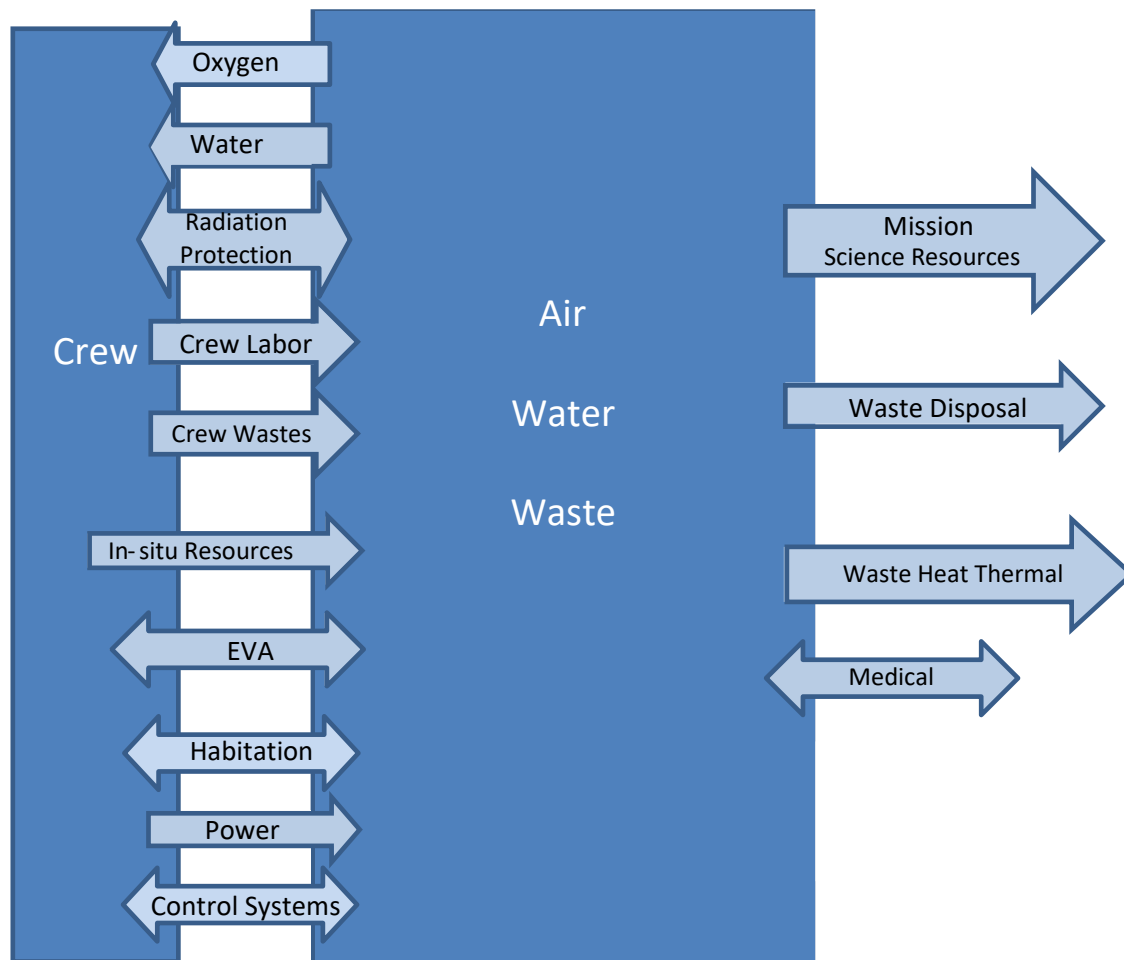 Oxygen
Water
Radiation
Protection
Crew Labor
Crew
Crew Wastes
In-situ Resources
EVA
Habitation
Power
Control Systems
Air
Water
Waste
Mission
Science Resources
Waste Disposal
Waste Heat Thermal
Medical